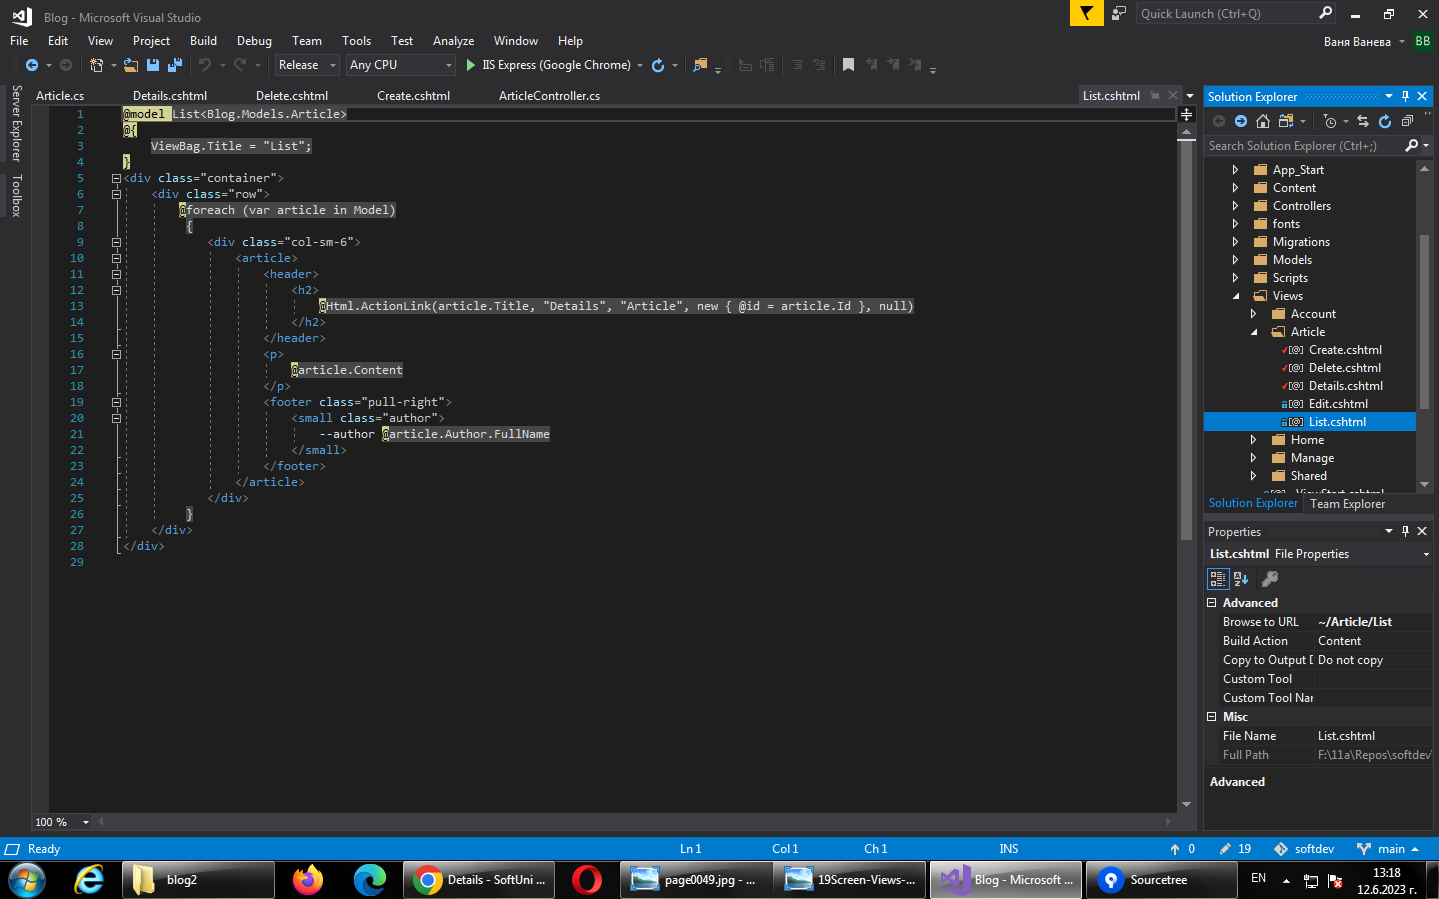 Blog - Microsoft Visual Studio
Quick Launch (Ctrl+Q)
File Edit View Project Build Debug Team Tools Test Analyze Window Help
Ваня Ванева BB
Release Any CPU IIS Express (Google Chrome)
Server Explorer
Toolbox
Article.cs Details.cshtml Delete.cshtml Create.cshtml ArticleController.cs List.cshtml
1 @model List<Blog.Models.Article>
2 @{
3 ViewBag.Title = "List";
4 }
5 <div class="container">
6 <div class="row">
7 @foreach (var article in Model)
8 {
9 <div class="col-sm-6">
10 <article>
11 <header>
12 <h2>
13 @Html.ActionLink(article.Title, "Details", "Article", new { @id = article.Id }, null)
14 </h2>
15 </header>
16 <p>
17 @article.Content
18 </p>
19 <footer class="pull-right">
20 <small class="author">
21 --author @article.Author.FullName
22 </small>
23 </footer>
24 </article>
25 </div>
26 }
27 </div>
28 </div>
29
100 %
Solution Explorer
Search Solution Explorer (Ctrl+;)
App_Start
Content
Controllers
fonts
Migrations
Models
Scripts
Views
Account
Article
Create.cshtml
Delete.cshtml
Details.cshtml
Edit.cshtml
List.cshtml
Home
Manage
Shared
_ViewStart.cshtml
Solution Explorer Team Explorer
Properties
List.cshtml File Properties
Advanced
Browse to URL ~/Article/List
Build Action Content
Copy to Output D Do not copy
Custom Tool
Custom Tool Nar
Misc
File Name List.cshtml
Full Path F:\11a\Repos\softdev\
Advanced
Ready Ln 1 Col 1 Ch 1 INS 0 19 softdev main
blog2 Details - SoftUni ... page0049.jpg - ... 19Screen-Views-... Blog - Microsoft ... Sourcetree EN 13:18
12.6.2023 г.